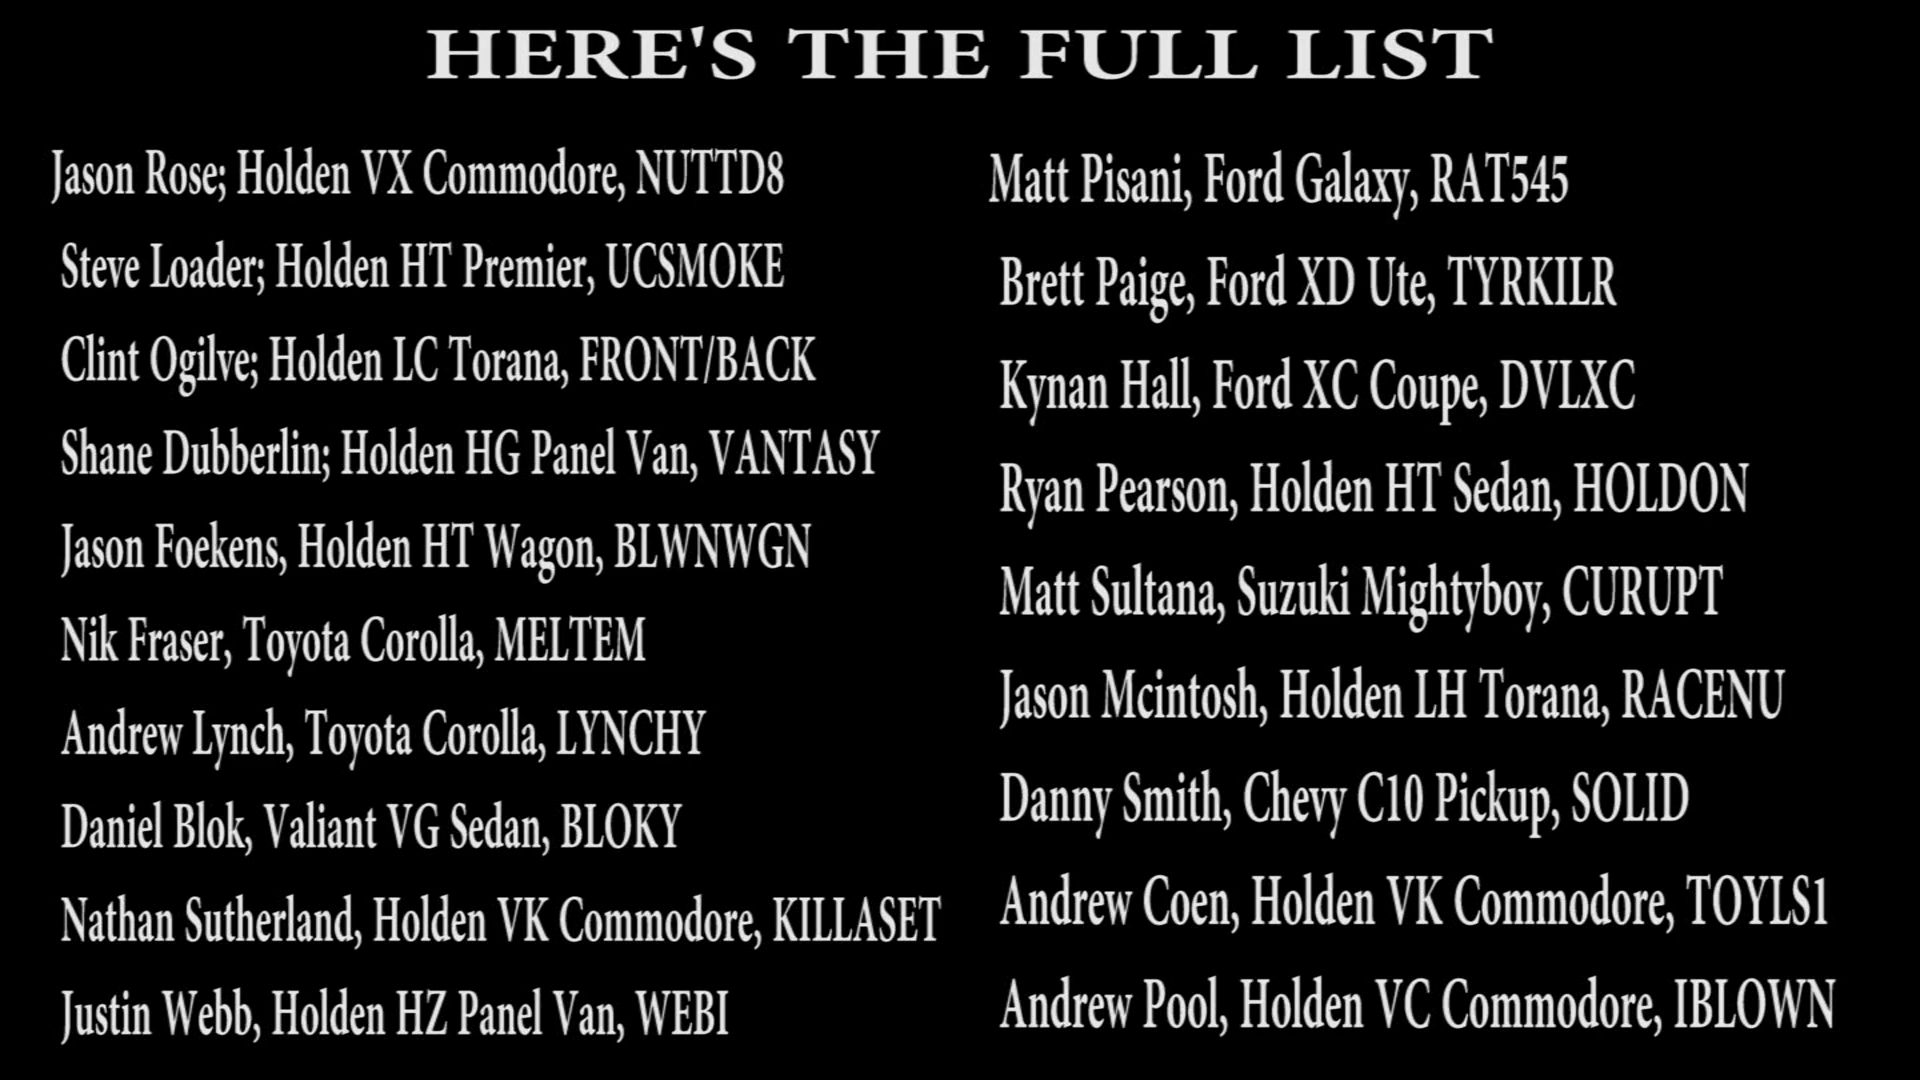 HERE'S THE FULL LIST
Jason Rose; Holden VX Commodore, NUTTD8
Steve Loader; Holden HT Premier, UCSMOKE
Clint Ogilve; Holden LC Torana, FRONT/BACK
Shane Dubberlin; Holden HG Panel Van, VANTASY
Jason Foekens, Holden HT Wagon, BLWNWGN
Nik Fraser, Toyota Corolla, MELTEM
Andrew Lynch, Toyota Corolla, LYNCHY
Daniel Blok, Valiant VG Sedan, BLOKY
Nathan Sutherland, Holden VK Commodore, KILLASET
Justin Webb, Holden HZ Panel Van, WEBI
Matt Pisani, Ford Galaxy, RAT545
Brett Paige, Ford XD Ute, TYRKILR
Kynan Hall, Ford XC Coupe, DVLXC
Ryan Pearson, Holden HT Sedan, HOLDON
Matt Sultana, Suzuki Mightyboy, CURUPT
Jason Mcintosh, Holden LH Torana, RACENU
Danny Smith, Chevy C10 Pickup, SOLID
Andrew Coen, Holden VK Commodore, TOYLS1
Andrew Pool, Holden VC Commodore, IBLOWN